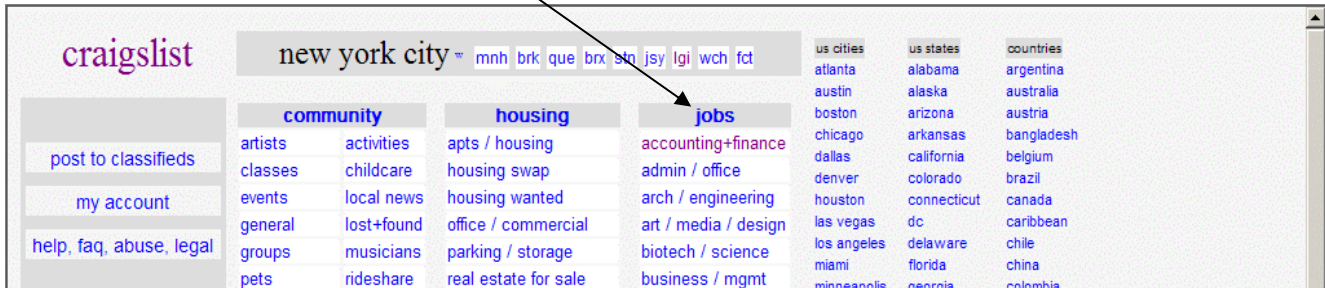 craigslist
post to classifieds
my account
help, faq, abuse, legal
new york city w mnh brk que brx stn jsy lgi wch fct
community
artists activities
classes childcare
events local news
general lost+found
groups musicians
pets rideshare
housing
apts / housing
housing swap
housing wanted
office / commercial
parking / storage
real estate for sale
jobs
accounting+finance
admin / office
arch / engineering
art / media / design
biotech / science
business / mgmt
us cities
atlanta
austin
boston
chicago
dallas
denver
houston
las vegas
los angeles
miami
minneapolis
us states
alabama
alaska
arizona
arkansas
california
colorado
connecticut
dc
delaware
florida
georgia
countries
argentina
australia
austria
bangladesh
belgium
brazil
canada
caribbean
chile
china
colombia